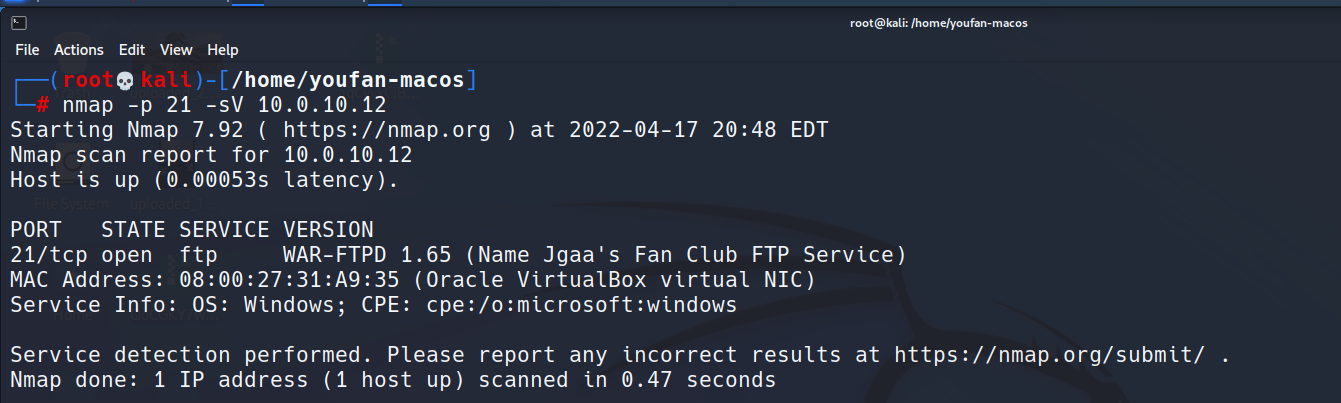 root@kali: /home/youfan-macos
File Actions Edit View Help
┌──(root💀kali)-[/home/youfan-macos]
└─# nmap -p 21 -sV 10.0.10.12
Starting Nmap 7.92 ( https://nmap.org ) at 2022-04-17 20:48 EDT
Nmap scan report for 10.0.10.12
Host is up (0.00053s latency).
PORT   STATE SERVICE VERSION
21/tcp open  ftp     WAR-FTPD 1.65 (Name Jgaa's Fan Club FTP Service)
MAC Address: 08:00:27:31:A9:35 (Oracle VirtualBox virtual NIC)
Service Info: OS: Windows; CPE: cpe:/o:microsoft:windows
Service detection performed. Please report any incorrect results at https://nmap.org/submit/ .
Nmap done: 1 IP address (1 host up) scanned in 0.47 seconds